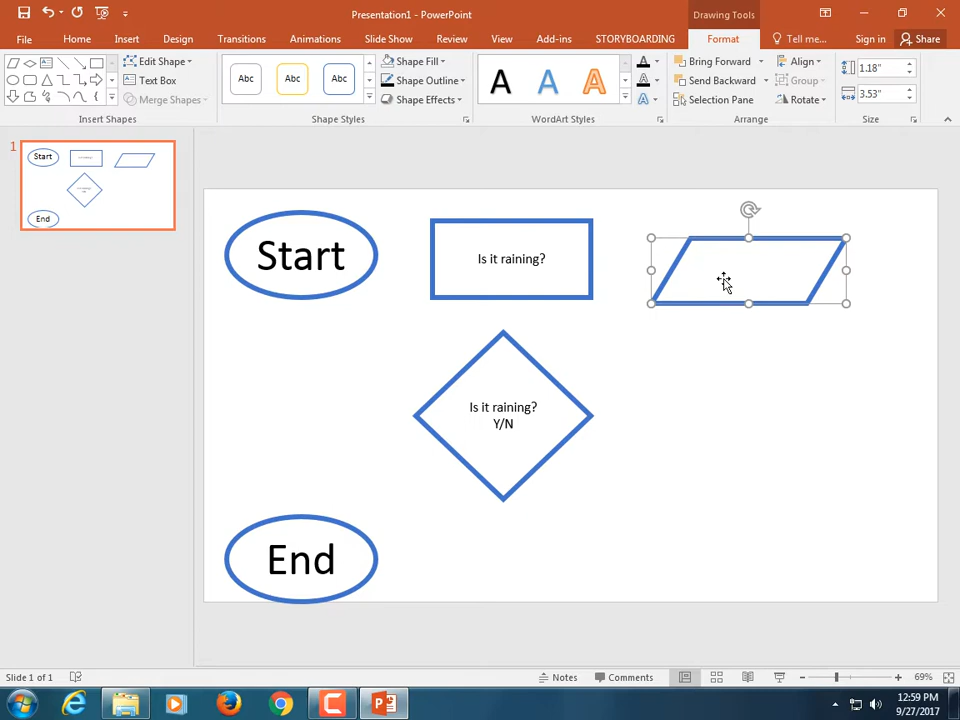 Presentation1 - PowerPoint
Drawing Tools
File
Home
Insert
Design
Transitions
Animations
Slide Show
Review
View
Add-ins
STORYBOARDING
Format
Tell me...
Sign in
Share
Edit Shape
Text Box
Merge Shapes
Insert Shapes
Abc
Abc
Abc
Shape Fill
Shape Outline
Shape Effects
Shape Styles
A
A
A
WordArt Styles
Bring Forward
Send Backward
Selection Pane
Align
Group
Rotate
Arrange
1.18"
3.53"
Size
1
Start
End
Start
Is it raining?
Is it raining?
Y/N
End
Slide 1 of 1
Notes
Comments
69%
12:59 PM
9/27/2017